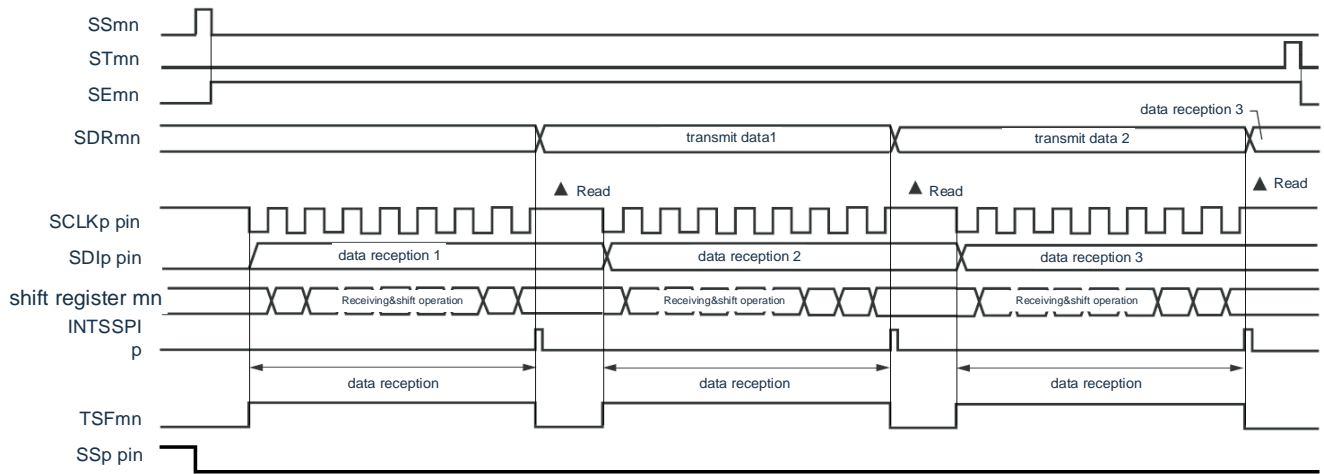 SSmn
STmn
SEmn
data reception 3
SDRmn
transmit data1
transmit data 2
Read
Read
Read
SCLKp pin
SDIp pin
data reception 1
data reception 2
data reception 3
shift register mn
Receiving&shift operation
Receiving&shift operation
Receiving&shift operation
INTSSPI
p
data reception
data reception
data reception
TSFmn
SSp pin